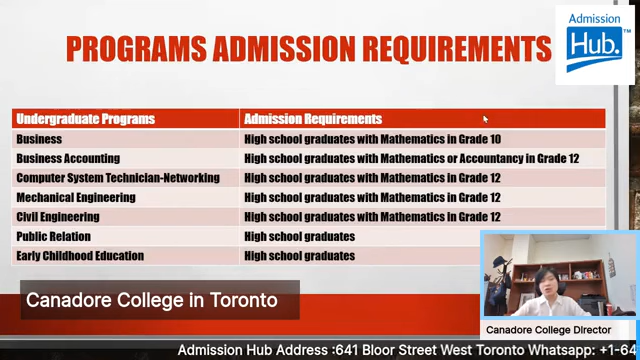 Admission
Hub.™
PROGRAMS ADMISSION REQUIREMENTS
Undergraduate Programs Admission Requirements
Business High school graduates with Mathematics in Grade 10
Business Accounting High school graduates with Mathematics or Accountancy in Grade 12
Computer System Technician-Networking High school graduates with Mathematics in Grade 12
Mechanical Engineering High school graduates with Mathematics in Grade 12
Civil Engineering High school graduates with Mathematics in Grade 12
Public Relation High school graduates
Early Childhood Education High school graduates
Canadore College in Toronto
Canadore College Director
Admission Hub Address :641 Bloor Street West Toronto Whatsapp: +1-64